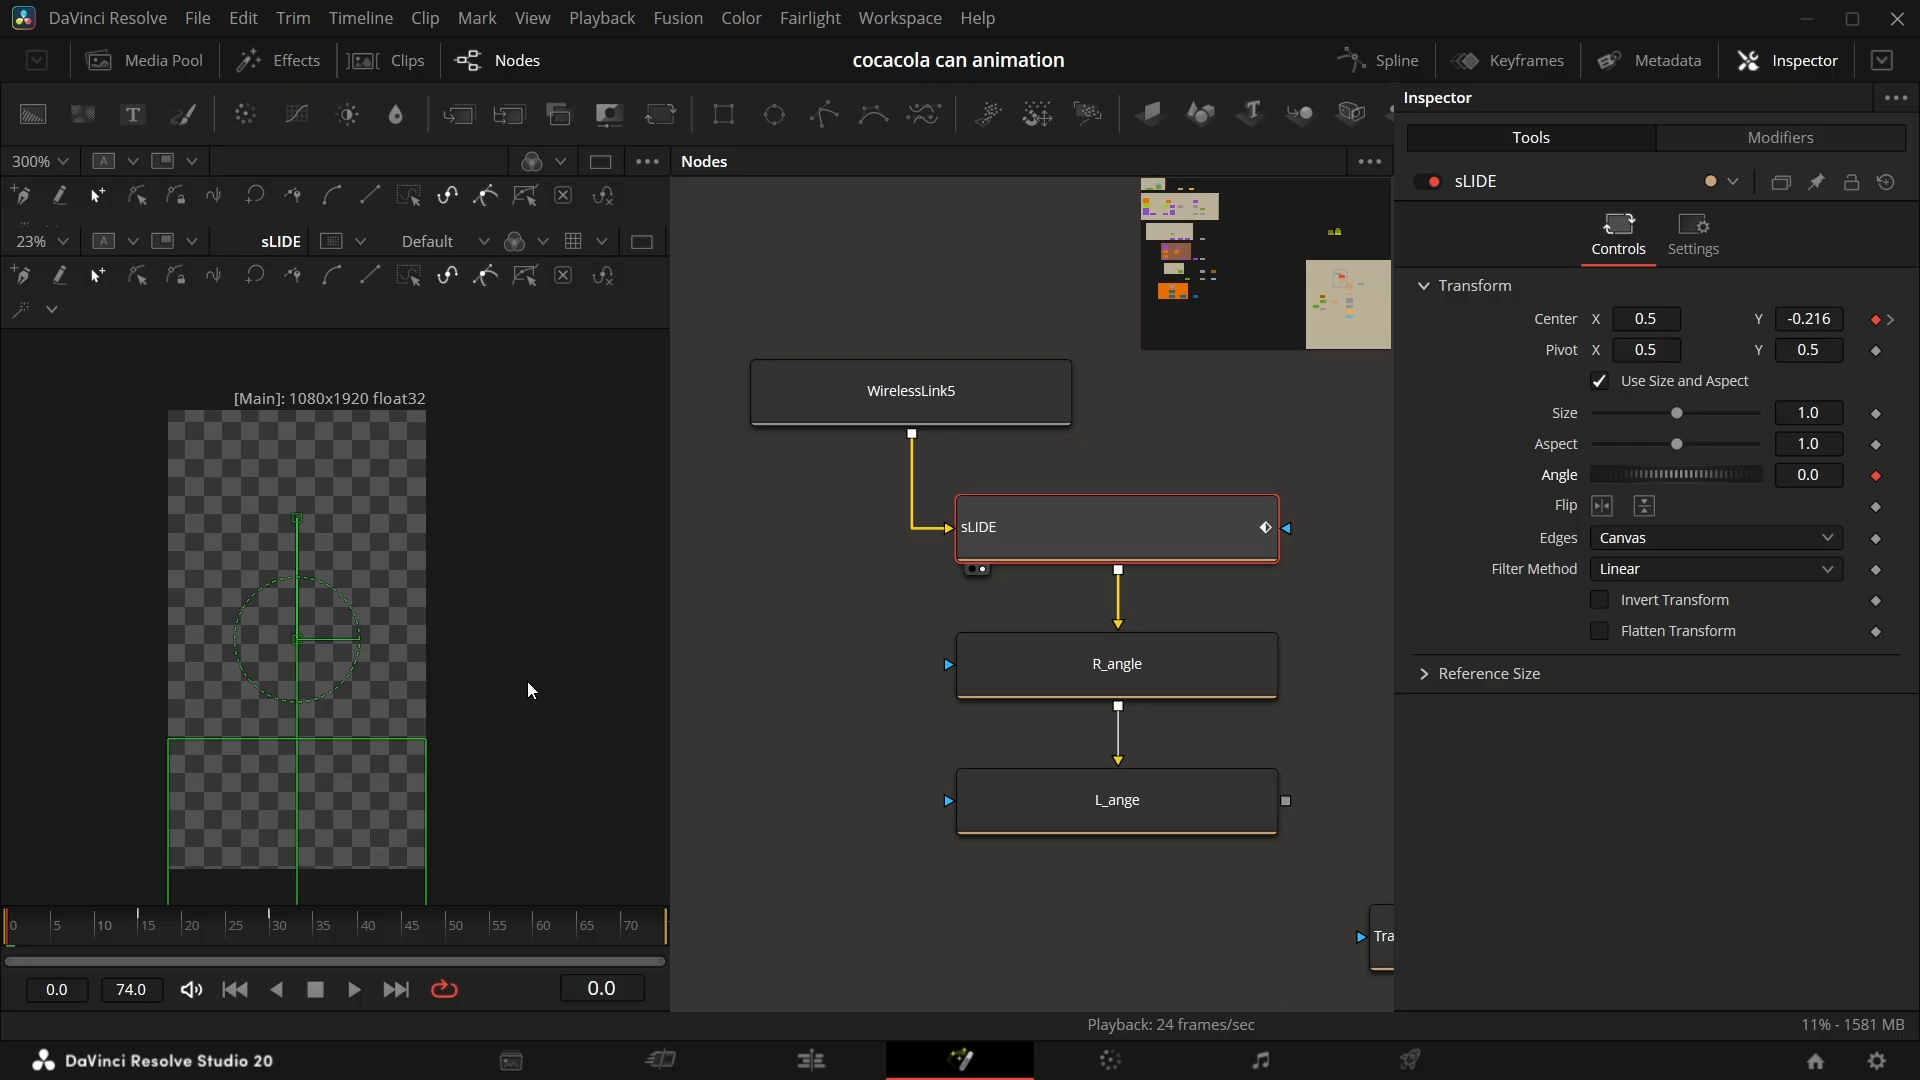 DaVinci Resolve File Edit Trim Timeline Clip Mark View Playback Fusion Color Fairlight Workspace Help
Media Pool Effects Clips Nodes cocacola can animation Spline Keyframes Metadata Inspector
Inspector
Tools Modifiers
300% A Nodes
sLIDE
23% A sLIDE Default
Controls Settings
Transform
Center X 0.5 Y -0.216
Pivot X 0.5 Y 0.5
Use Size and Aspect
Size 1.0
Aspect 1.0
Angle 0.0
Flip
Edges Canvas
Filter Method Linear
Invert Transform
Flatten Transform
Reference Size
[Main]: 1080x1920 float32
WirelessLink5
sLIDE
R_angle
L_ange
Tra
0 5 10 15 20 25 30 35 40 45 50 55 60 65 70
0.0 74.0 0.0
Playback: 24 frames/sec 11% - 1581 MB
DaVinci Resolve Studio 20